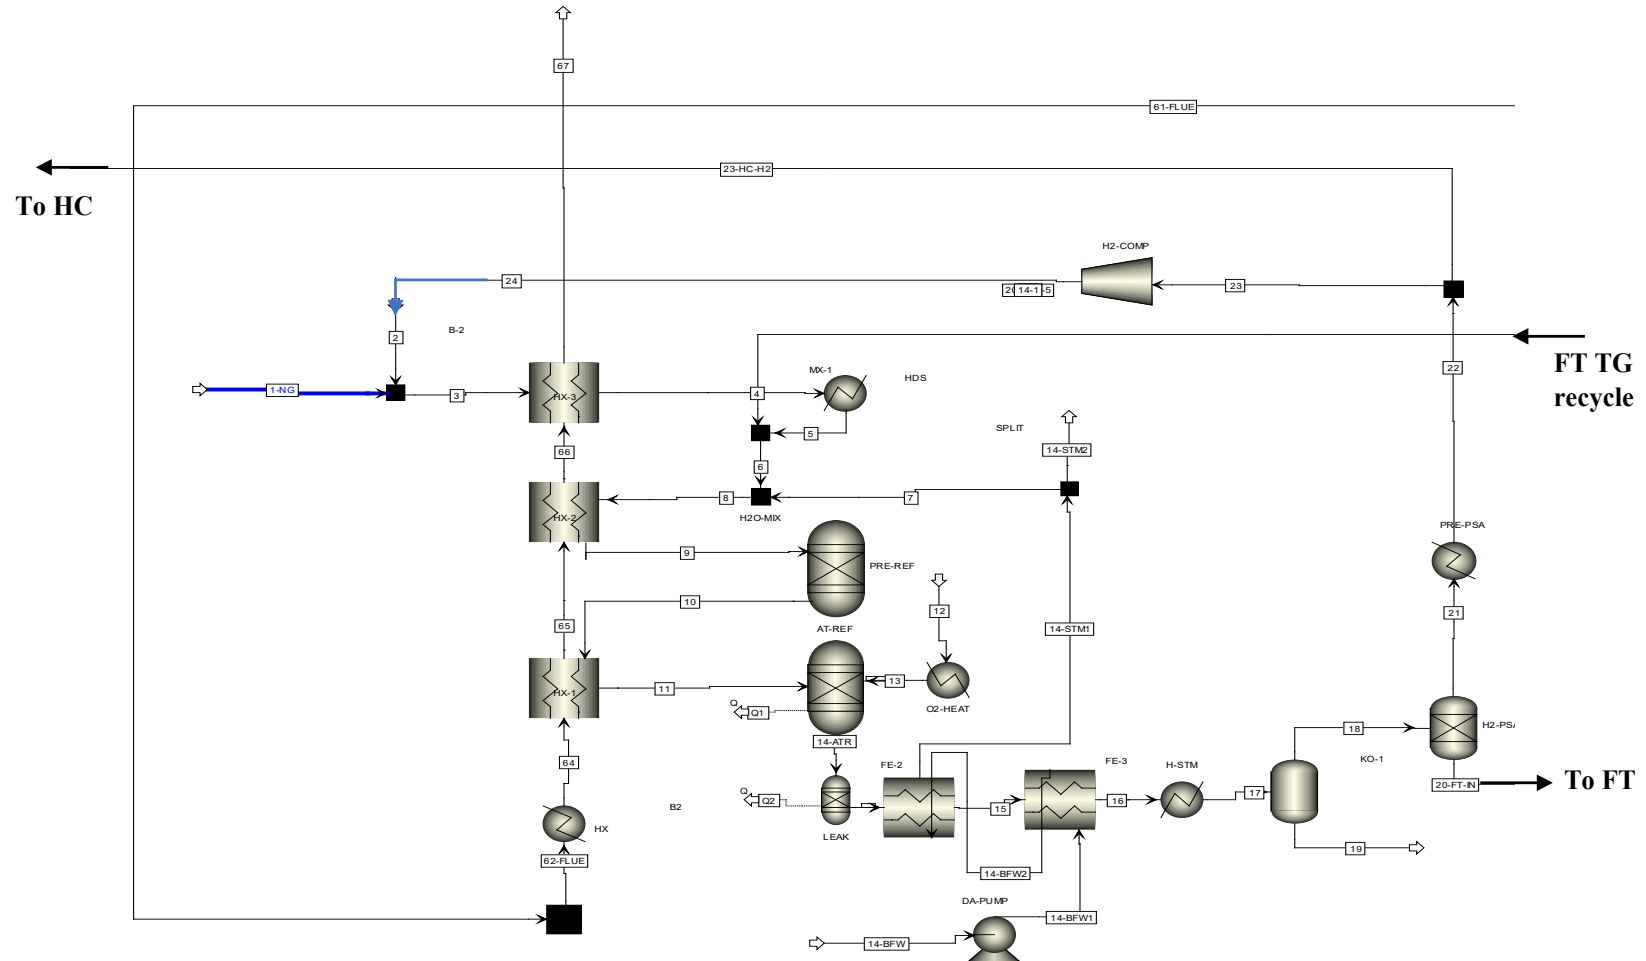 67
61-FLUE
23-HC-H2
To HC
H2-COMP
24
14-1
-5
23
2
B-2
FT TG
recycle
22
1-NG
3
HX-3
4
MX-1
HDS
5
SPLIT
14-STM2
66
6
HX-2
8
7
H2O-MIX
PRE-PSA
9
PRE-REF
10
12
21
65
AT-REF
14-STM1
HX-1
11
13
O2-HEAT
Q
Q1
14-ATR
18
H2-PS
64
FE-2
FE-3
H-STM
KO-1
20-FT-IN
To FT
Q
Q2
B2
15
16
17
HX
LEAK
19
62-FLUE
14-BFW2
DA-PUMP
14-BFW1
14-BFW